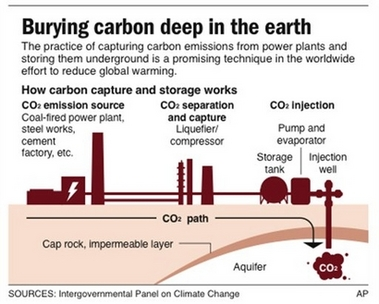 Burying carbon deep in the earth
The practice of capturing carbon emissions from power plants and
storing them underground is a promising technique in the worldwide
effort to reduce global warming.
How carbon capture and storage works
CO2 emission source
Coal-fired power plant,
steel works,
cement
factory, etc.
CO2 separation
and capture
Liquefier/
compressor
CO2 injection
Pump and
evaporator
Storage
tank
Injection
well
CO2 path
Cap rock, impermeable layer
Aquifer
CO2
SOURCES: Intergovernmental Panel on Climate Change
AP